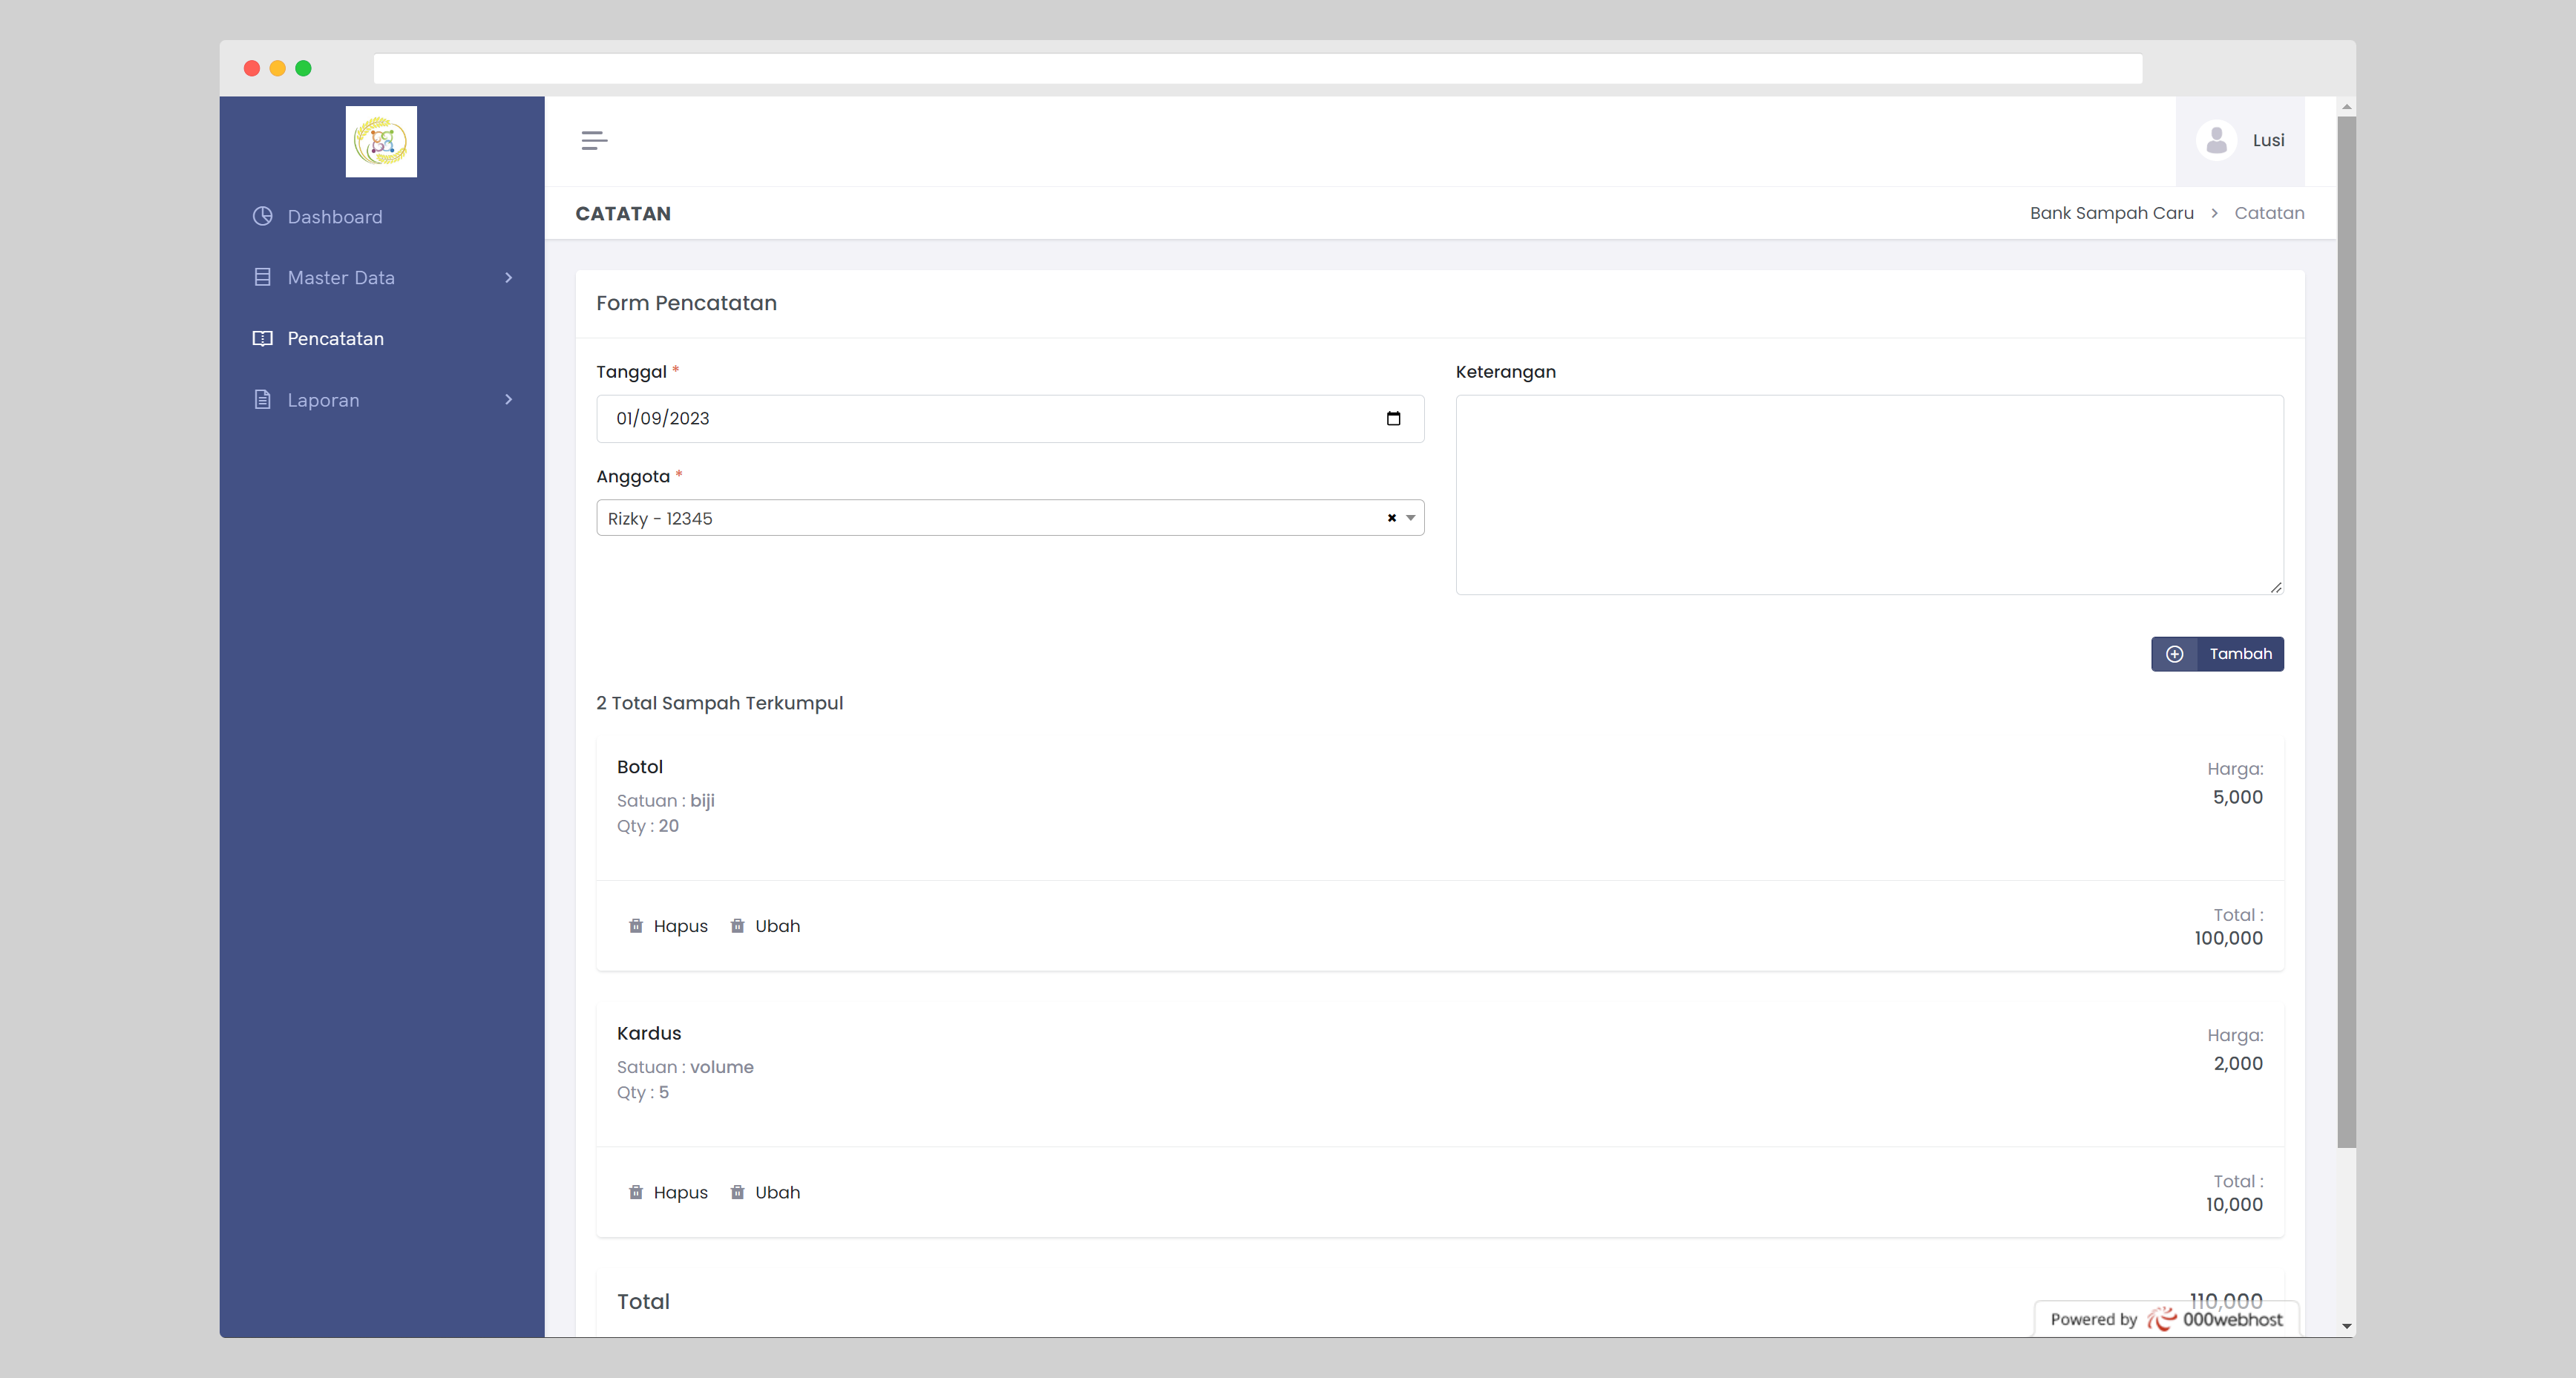 Lusi
Dashboard
Master Data
Pencatatan
Laporan
CATATAN
Bank Sampah Caru > Catatan
Form Pencatatan
Tanggal *
01/09/2023
Keterangan
Anggota *
Rizky - 12345
Tambah
2 Total Sampah Terkumpul
Botol
Satuan : biji
Qty : 20
Harga:
5,000
Hapus Ubah
Total :
100,000
Kardus
Satuan : volume
Qty : 5
Harga:
2,000
Hapus Ubah
Total :
10,000
Total 110,000
Powered by 000webhost